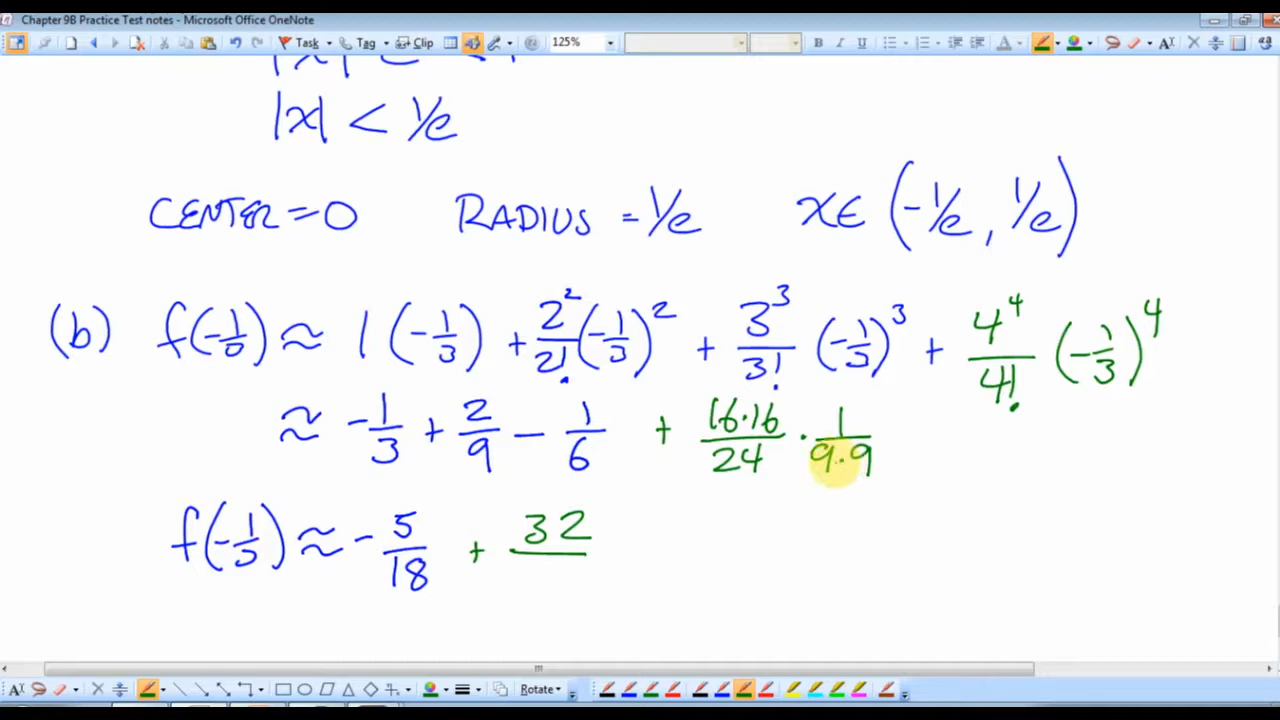 Chapter 9B Practice Test notes - Microsoft Office OneNote
Task Tag Clip 125% B I U
|x| < 1/e
CENTER = 0 RADIUS = 1/e x ∈ (-1/e, 1/e)
(b) f(-1/3) ≈ 1(-1/3) + 2²/2! (-1/3)² + 3³/3! (-1/3)³ + 4⁴/4! (-1/3)⁴
≈ -1/3 + 2/9 - 1/6 + 16·16/24 · 1/9·9
f(-1/3) ≈ -5/18 + 32
Rotate